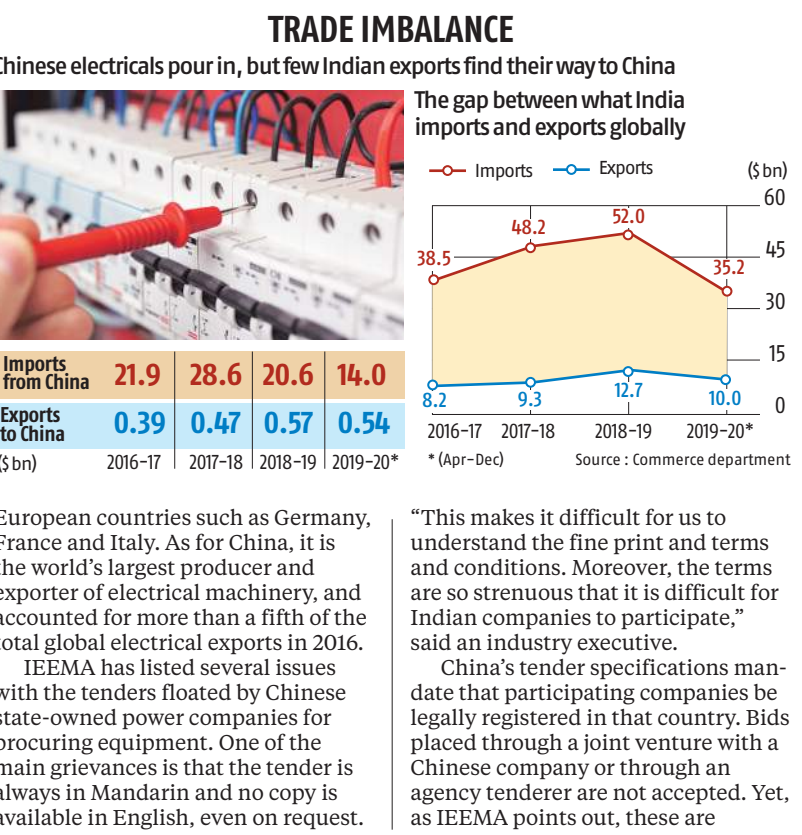 TRADE IMBALANCE
Chinese electricals pour in, but few Indian exports find their way to China
The gap between what India
imports and exports globally
Imports Exports ($ bn)
60
45
30
15
0
38.5 48.2 52.0 35.2
8.2 9.3 12.7 10.0
2016-17 2017-18 2018-19 2019-20*
* (Apr-Dec) Source : Commerce department
Imports
from China 21.9 28.6 20.6 14.0
Exports
to China 0.39 0.47 0.57 0.54
($ bn) 2016-17 2017-18 2018-19 2019-20*
European countries such as Germany,
France and Italy. As for China, it is
the world’s largest producer and
exporter of electrical machinery, and
accounted for more than a fifth of the
total global electrical exports in 2016.
IEEMA has listed several issues
with the tenders floated by Chinese
state-owned power companies for
procuring equipment. One of the
main grievances is that the tender is
always in Mandarin and no copy is
available in English, even on request.
“This makes it difficult for us to
understand the fine print and terms
and conditions. Moreover, the terms
are so strenuous that it is difficult for
Indian companies to participate,”
said an industry executive.
China’s tender specifications man-
date that participating companies be
legally registered in that country. Bids
placed through a joint venture with a
Chinese company or through an
agency tenderer are not accepted. Yet,
as IEEMA points out, these are